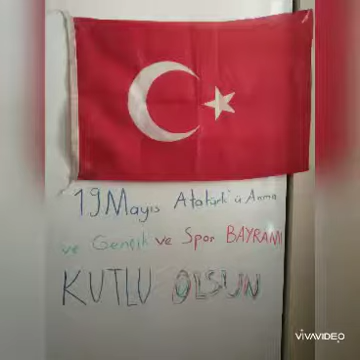 19 Mayıs Atatürk'ü Anma
ve Gençlik ve Spor BAYRAMI
KUTLU OLSUN
VIVAVIDEO